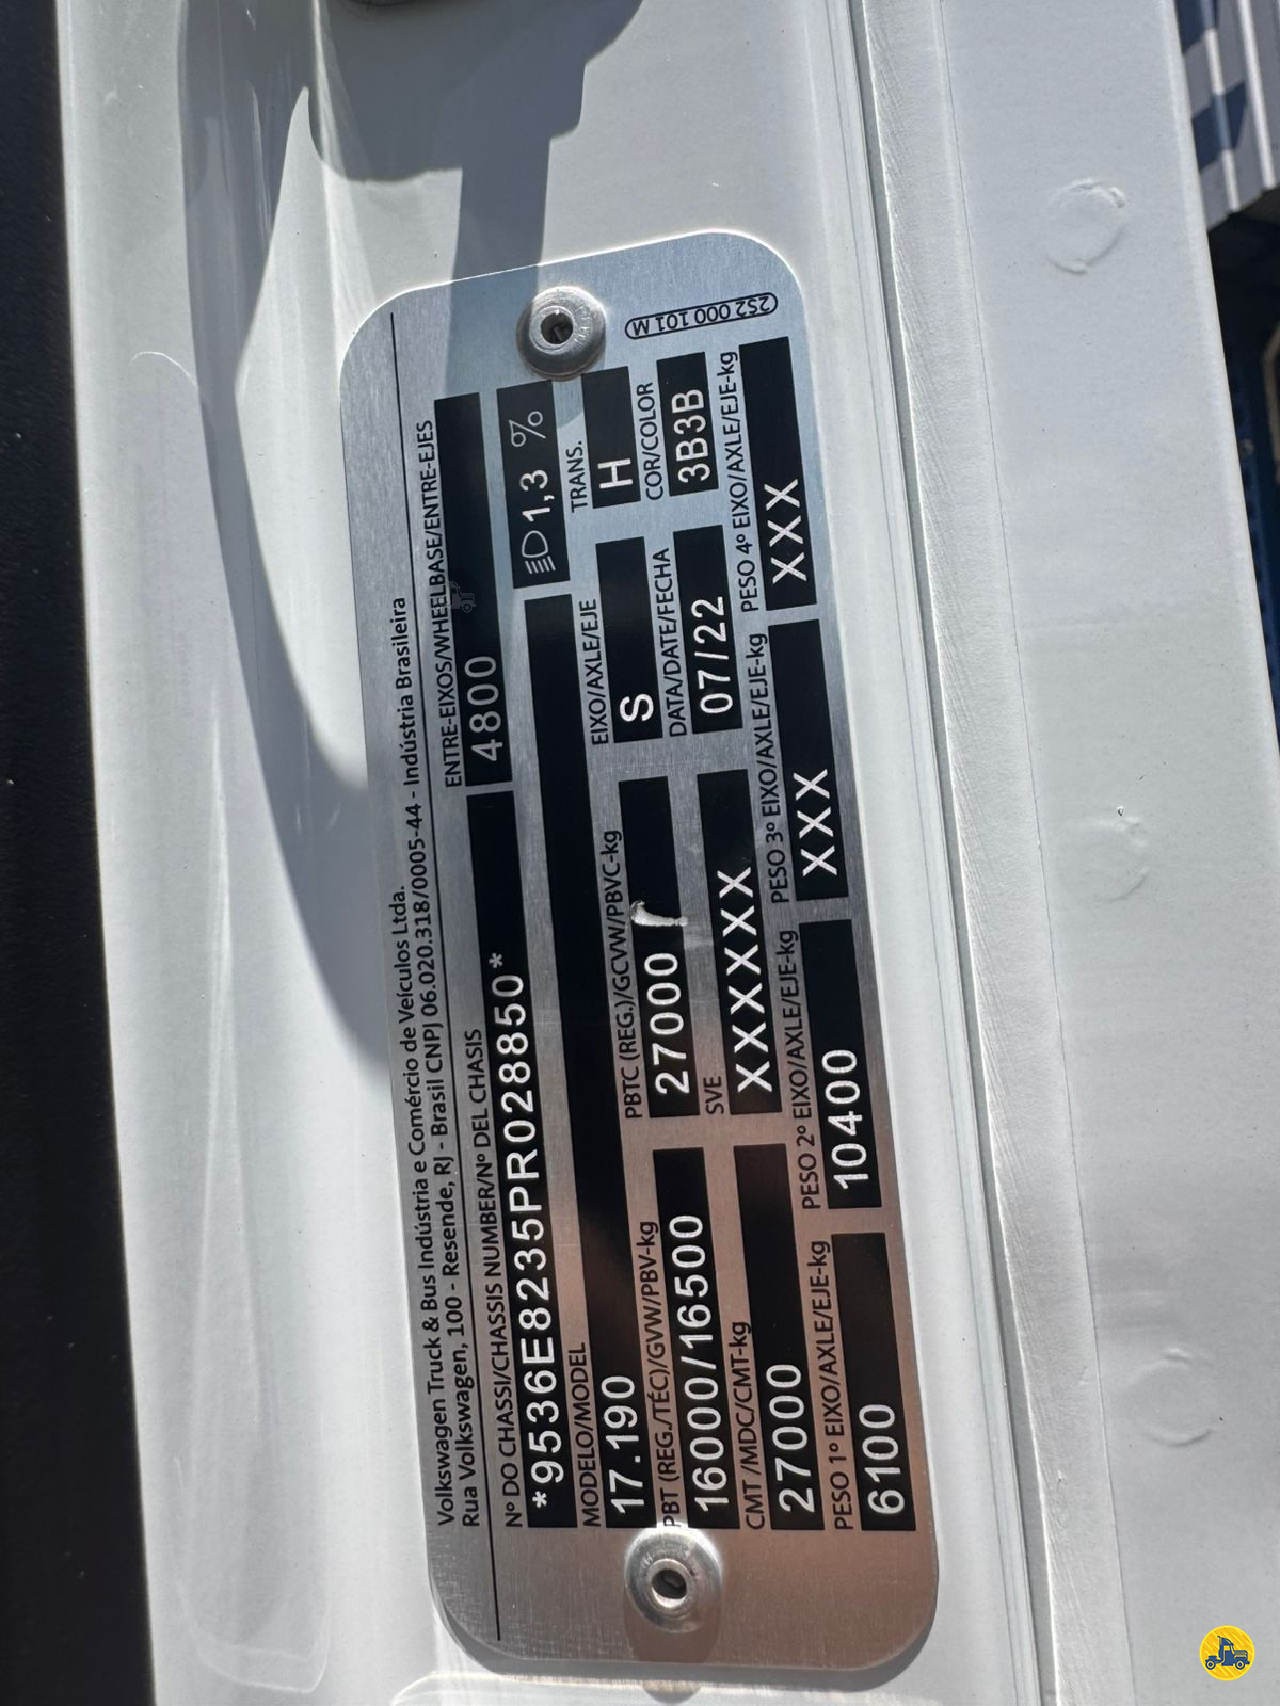 Volkswagen Truck & Bus Indústria e Comércio de Veículos Ltda.
Rua Volkswagen, 100 - Resende, RJ - Brasil CNPJ 06.020.318/0005-44 - Indústria Brasileira
Nº DO CHASSI/CHASSIS NUMBER/Nº DEL CHASIS ENTRE-EIXOS/WHEELBASE/ENTRE-EJES
*9536E8235PR028850* 4800
MODELO/MODEL
17.190 1,3 %
PBT (REG./TÉC)/GVW/PBV-kg PBTC (REG.)/GCVW/PBVC-kg EIXO/AXLE/EJE TRANS.
16000/16500 27000 S H
CMT /MDC/CMT-kg SVE DATA/DATE/FECHA COR/COLOR
27000 XXXXXX 07/22 3B3B
PESO 1º EIXO/AXLE/EJE-kg PESO 2º EIXO/AXLE/EJE-kg PESO 3º EIXO/AXLE/EJE-kg PESO 4º EIXO/AXLE/EJE-kg
6100 10400 XXX XXX
2S2 000 101 M